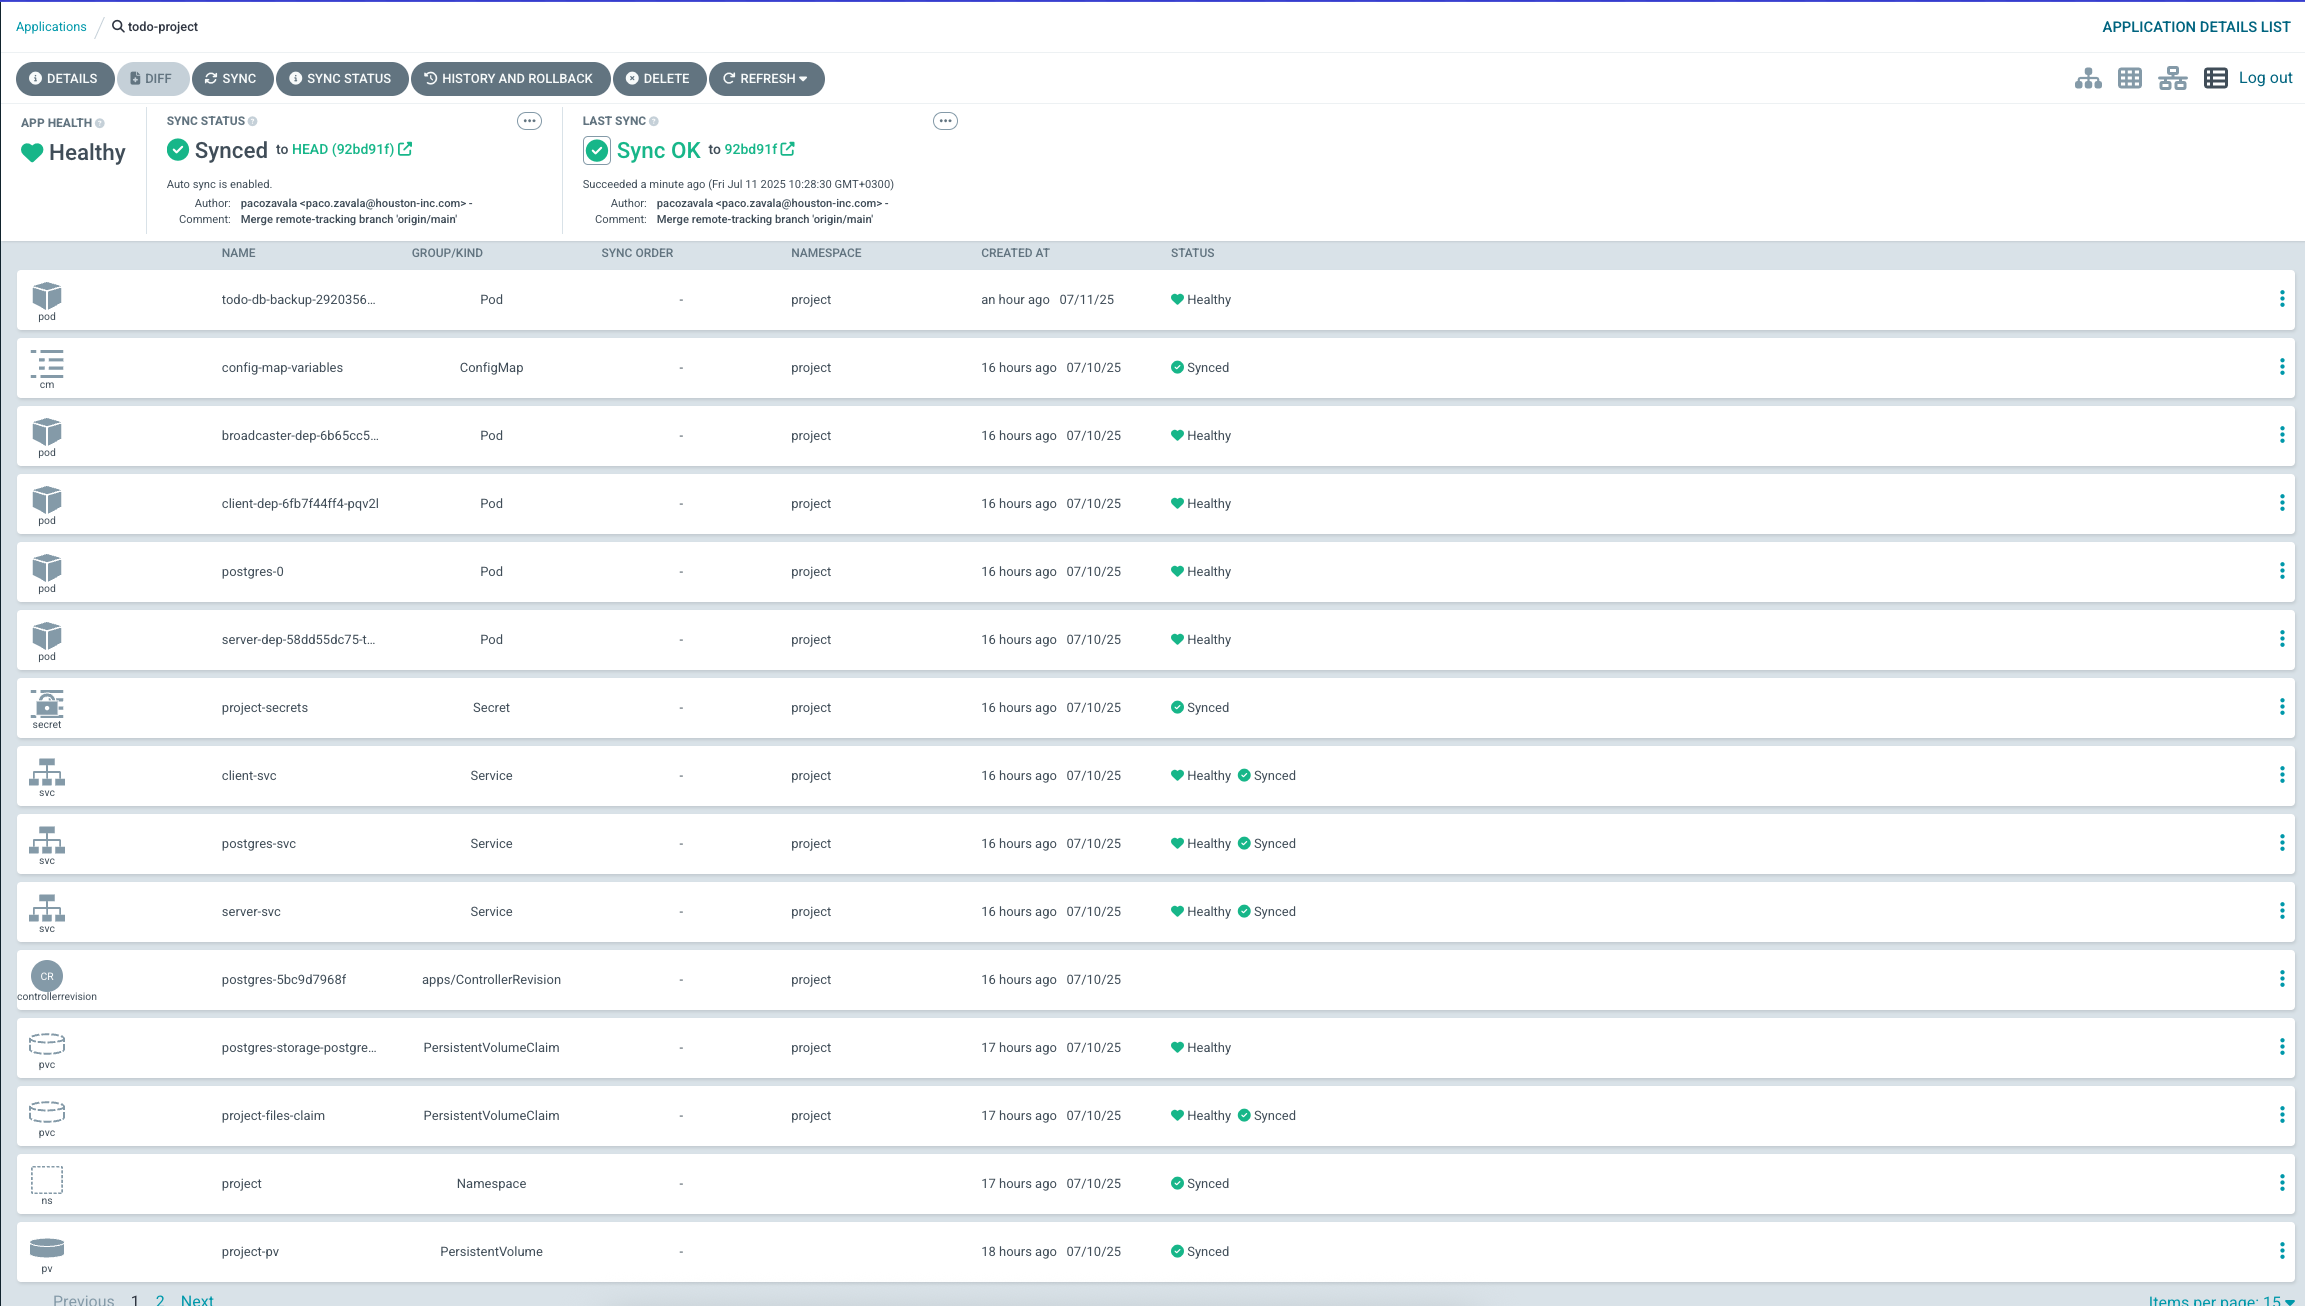 Applications / todo-project
APPLICATION DETAILS LIST
DETAILS DIFF SYNC SYNC STATUS HISTORY AND ROLLBACK DELETE REFRESH
Log out
APP HEALTH
Healthy
SYNC STATUS
Synced to HEAD (92bd91f)
Auto sync is enabled.
Author: pacozavala <paco.zavala@houston-inc.com> -
Comment: Merge remote-tracking branch 'origin/main'
LAST SYNC
Sync OK to 92bd91f
Succeeded a minute ago (Fri Jul 11 2025 10:28:30 GMT+0300)
Author: pacozavala <paco.zavala@houston-inc.com> -
Comment: Merge remote-tracking branch 'origin/main'
NAME GROUP/KIND SYNC ORDER NAMESPACE CREATED AT STATUS
pod todo-db-backup-2920356... Pod - project an hour ago 07/11/25 Healthy
cm config-map-variables ConfigMap - project 16 hours ago 07/10/25 Synced
pod broadcaster-dep-6b65cc5... Pod - project 16 hours ago 07/10/25 Healthy
pod client-dep-6fb7f44ff4-pqv2l Pod - project 16 hours ago 07/10/25 Healthy
pod postgres-0 Pod - project 16 hours ago 07/10/25 Healthy
pod server-dep-58dd55dc75-t... Pod - project 16 hours ago 07/10/25 Healthy
secret project-secrets Secret - project 16 hours ago 07/10/25 Synced
svc client-svc Service - project 16 hours ago 07/10/25 Healthy Synced
svc postgres-svc Service - project 16 hours ago 07/10/25 Healthy Synced
svc server-svc Service - project 16 hours ago 07/10/25 Healthy Synced
CR controllerrevision postgres-5bc9d7968f apps/ControllerRevision - project 16 hours ago 07/10/25
pvc postgres-storage-postgre... PersistentVolumeClaim - project 17 hours ago 07/10/25 Healthy
pvc project-files-claim PersistentVolumeClaim - project 17 hours ago 07/10/25 Healthy Synced
ns project Namespace - 17 hours ago 07/10/25 Synced
pv project-pv PersistentVolume - 18 hours ago 07/10/25 Synced
Previous 1 2 Next
Items per page: 15